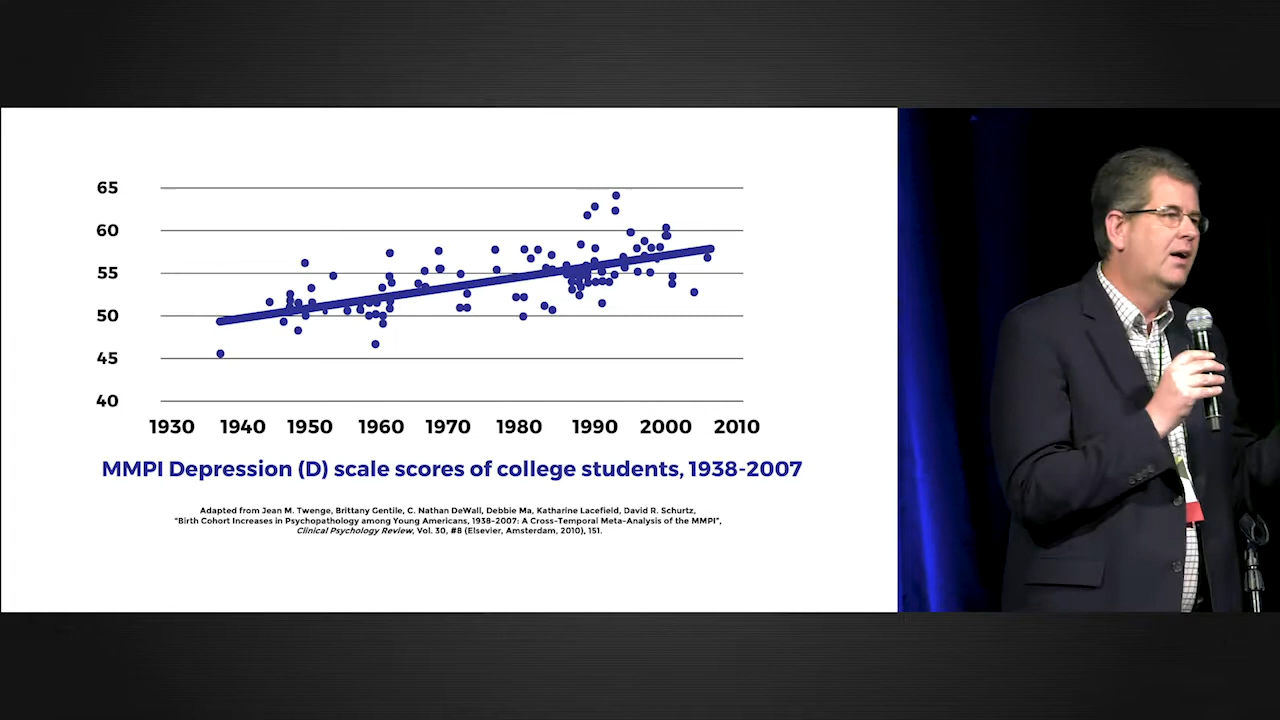 65
60
55
50
45
40
1930 1940 1950 1960 1970 1980 1990 2000 2010
MMPI Depression (D) scale scores of college students, 1938-2007
Adapted from Jean M. Twenge, Brittany Gentile, C. Nathan DeWall, Debbie Ma, Katharine Lacefield, David R. Schurtz,
"Birth Cohort Increases in Psychopathology among Young Americans, 1938-2007: A Cross-Temporal Meta-Analysis of the MMPI",
Clinical Psychology Review, Vol. 30, #8 (Elsevier, Amsterdam, 2010), 151.